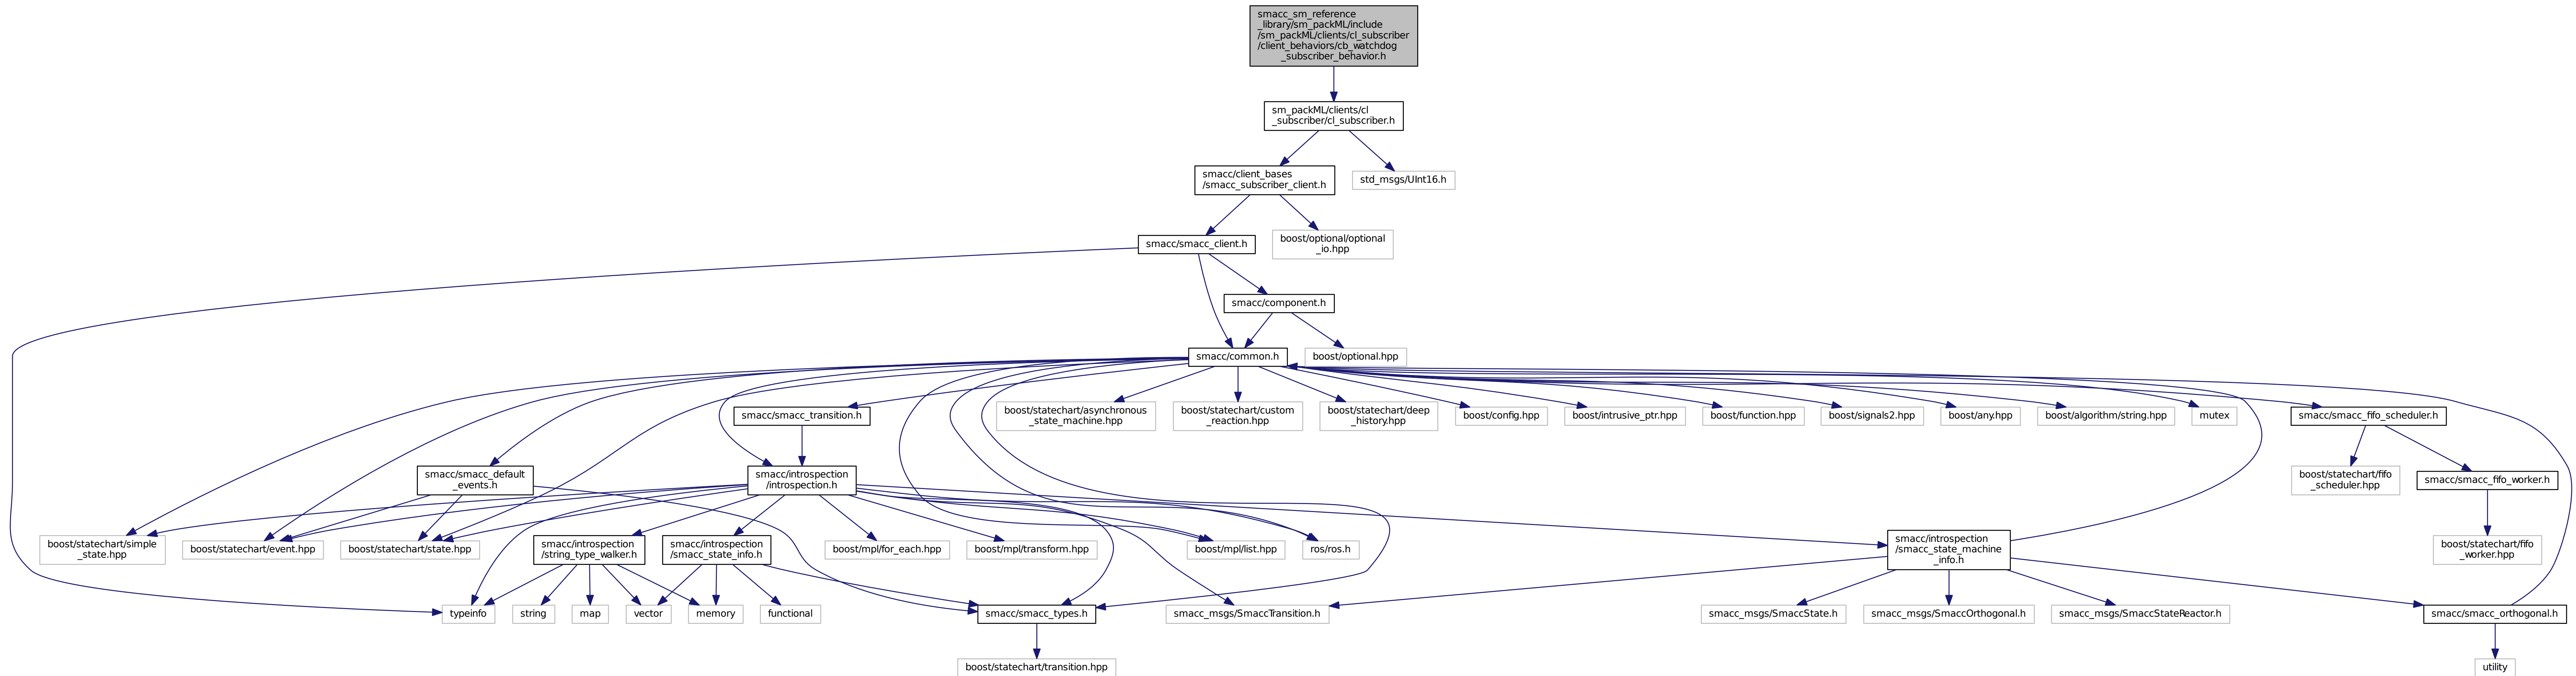 smacc_sm_reference
_library/sm_packML/include
/sm_packML/clients/cl_subscriber
/client_behaviors/cb_watchdog
_subscriber_behavior.h
sm_packML/clients/cl
_subscriber/cl_subscriber.h
smacc/client_bases
/smacc_subscriber_client.h
std_msgs/UInt16.h
smacc/smacc_client.h
boost/optional/optional
_io.hpp
smacc/component.h
smacc/common.h
boost/optional.hpp
smacc/smacc_transition.h
boost/statechart/asynchronous
_state_machine.hpp
boost/statechart/custom
_reaction.hpp
boost/statechart/deep
_history.hpp
boost/config.hpp
boost/intrusive_ptr.hpp
boost/function.hpp
boost/signals2.hpp
boost/any.hpp
boost/algorithm/string.hpp
mutex
smacc/smacc_fifo_scheduler.h
smacc/smacc_default
_events.h
smacc/introspection
/introspection.h
boost/statechart/fifo
_scheduler.hpp
smacc/smacc_fifo_worker.h
boost/statechart/simple
_state.hpp
boost/statechart/event.hpp
boost/statechart/state.hpp
smacc/introspection
/string_type_walker.h
smacc/introspection
/smacc_state_info.h
boost/mpl/for_each.hpp
boost/mpl/transform.hpp
boost/mpl/list.hpp
ros/ros.h
smacc/introspection
/smacc_state_machine
_info.h
boost/statechart/fifo
_worker.hpp
typeinfo
string
map
vector
memory
functional
smacc/smacc_types.h
smacc_msgs/SmaccTransition.h
smacc_msgs/SmaccState.h
smacc_msgs/SmaccOrthogonal.h
smacc_msgs/SmaccStateReactor.h
smacc/smacc_orthogonal.h
boost/statechart/transition.hpp
utility